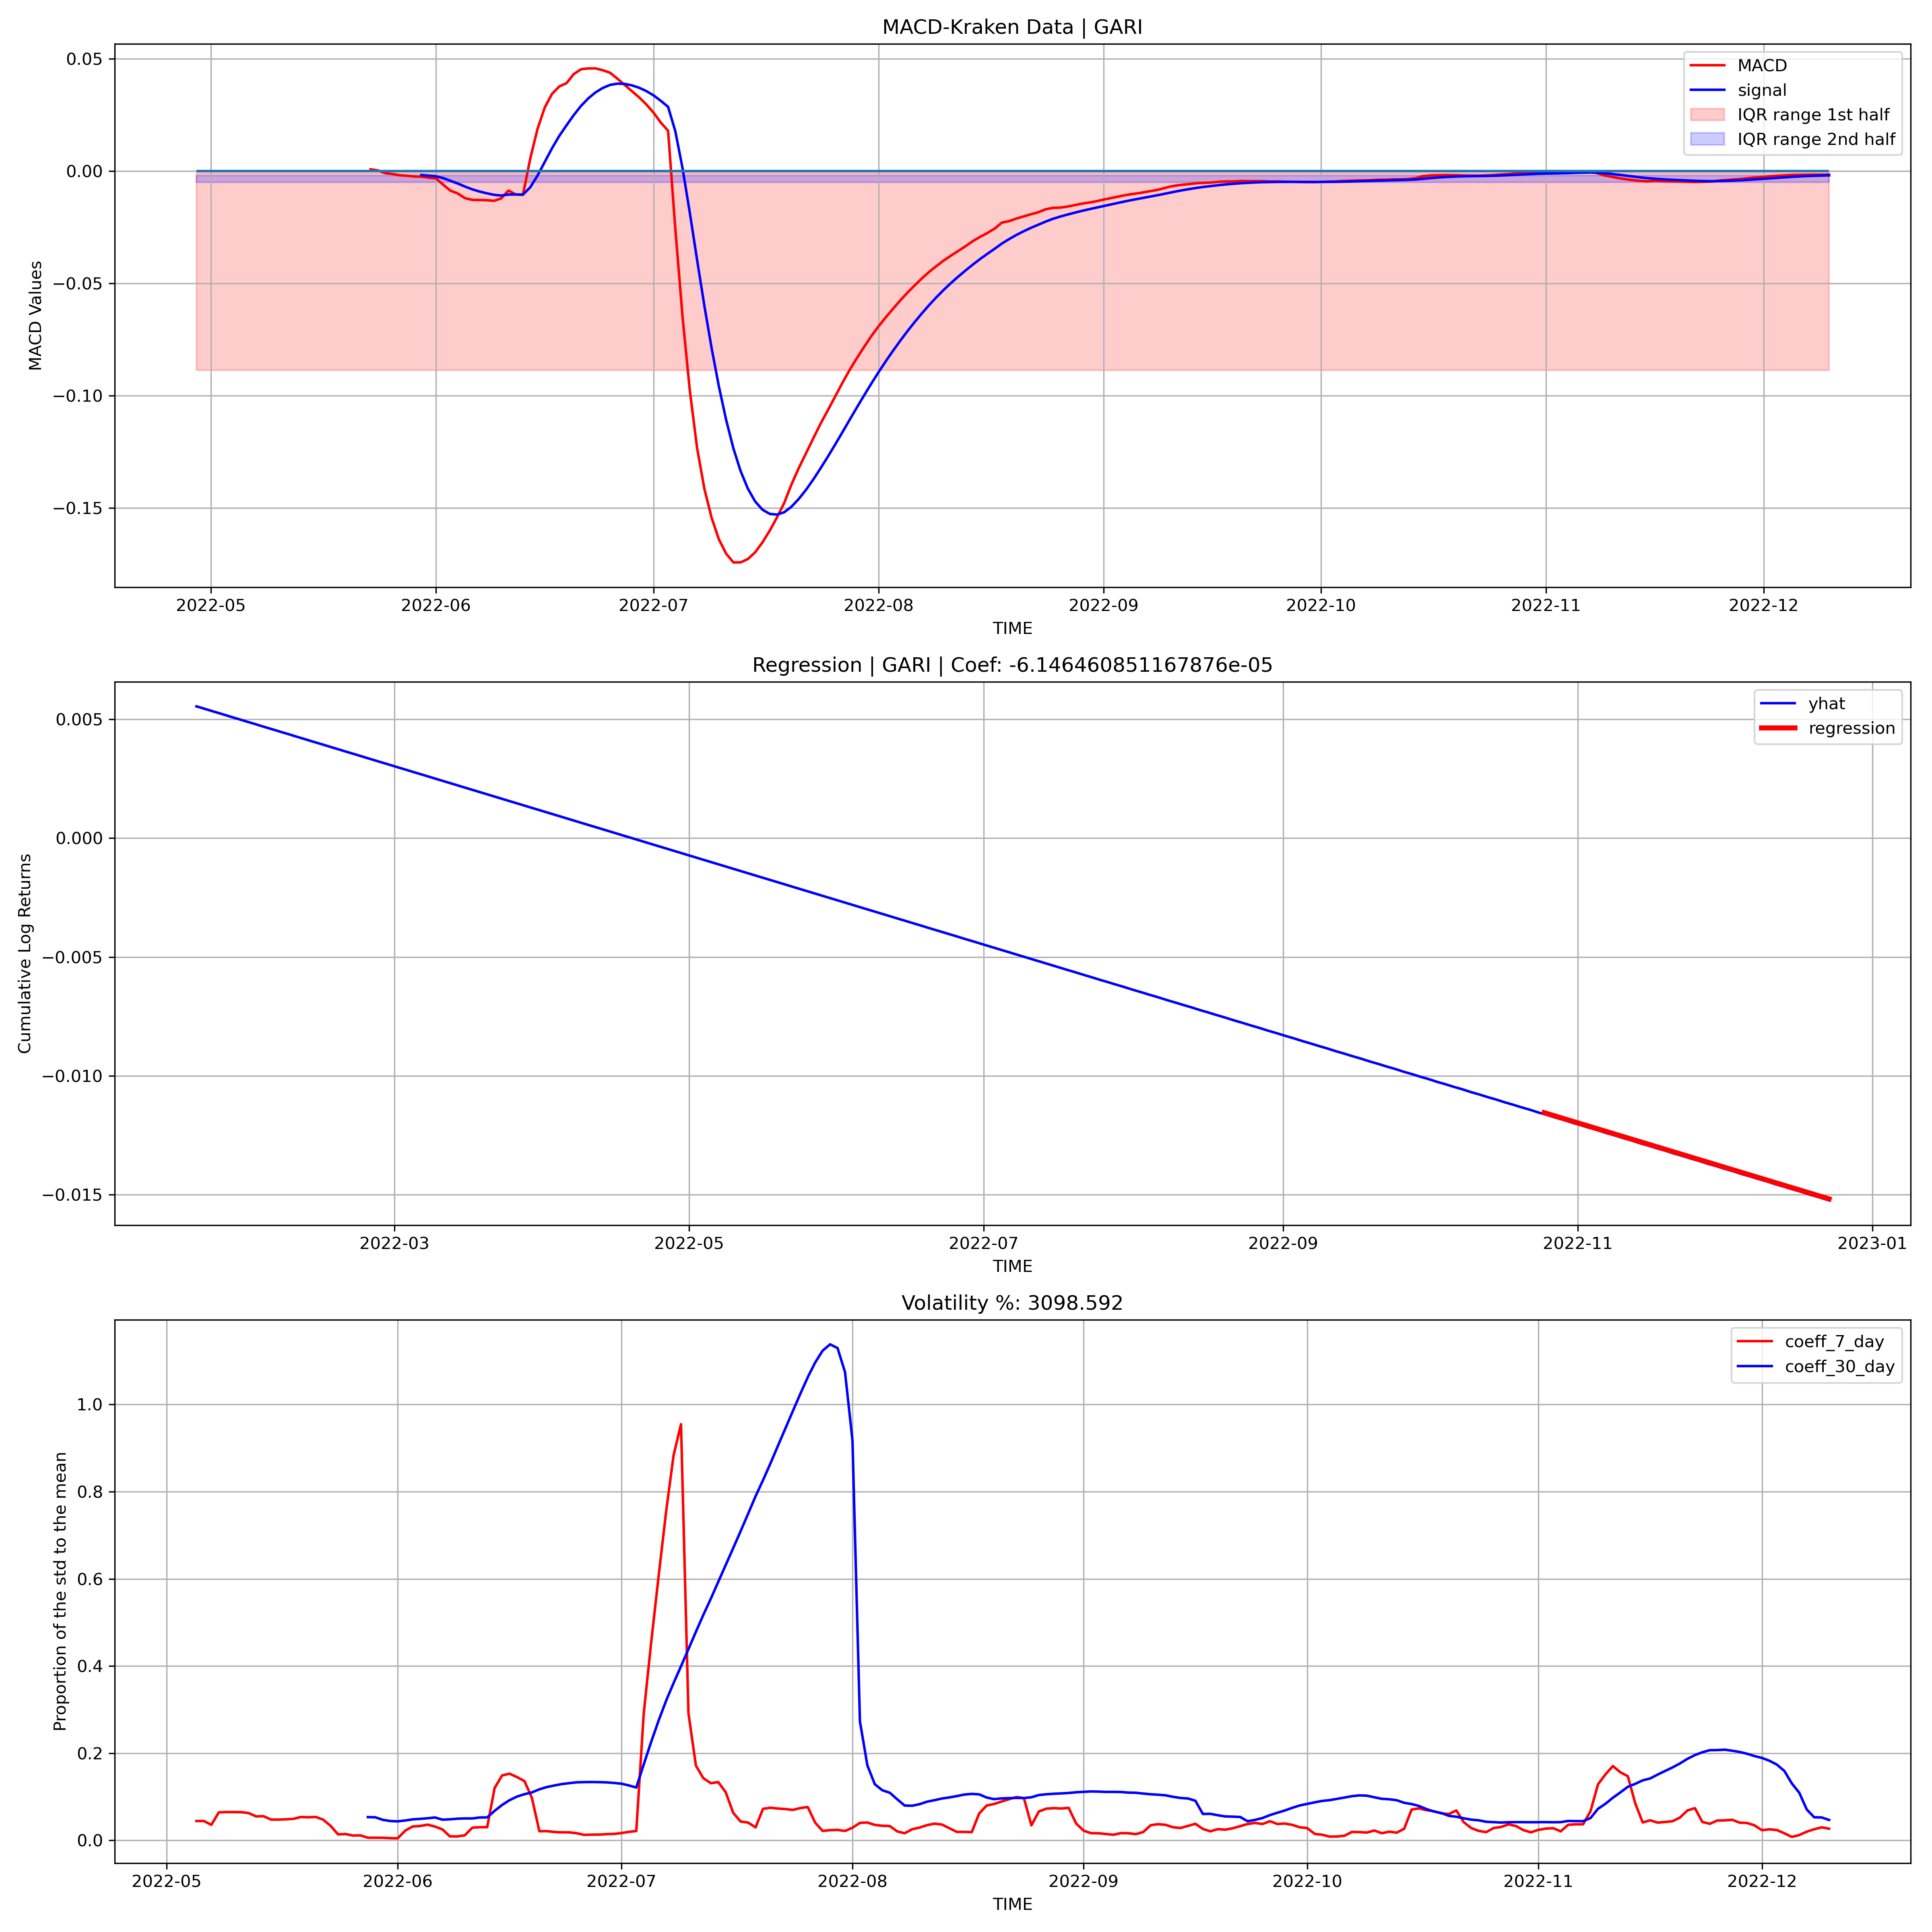 MACD-Kraken Data | GARI
MACD
signal
IQR range 1st half
IQR range 2nd half
0.05
0.00
−0.05
−0.10
−0.15
MACD Values
2022-05 2022-06 2022-07 2022-08 2022-09 2022-10 2022-11 2022-12
TIME
Regression | GARI | Coef: -6.146460851167876e-05
yhat
regression
0.005
0.000
−0.005
−0.010
−0.015
Cumulative Log Returns
2022-03 2022-05 2022-07 2022-09 2022-11 2023-01
TIME
Volatility %: 3098.592
coeff_7_day
coeff_30_day
1.0
0.8
0.6
0.4
0.2
0.0
Proportion of the std to the mean
2022-05 2022-06 2022-07 2022-08 2022-09 2022-10 2022-11 2022-12
TIME